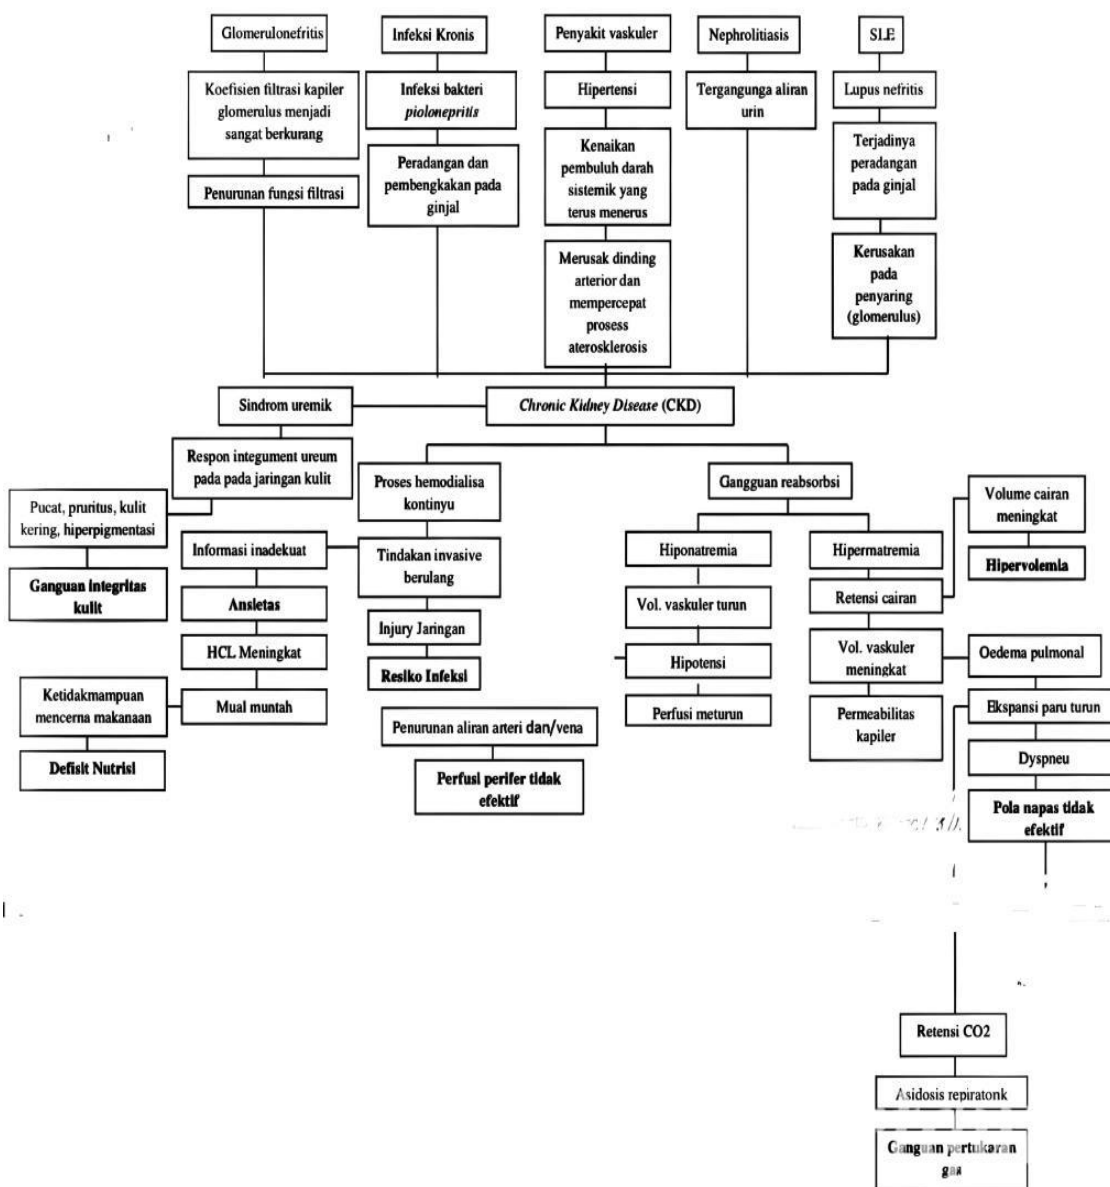 Glomerulonefritis
Koefisien filtrasi kapiler
glomerulus menjadi
sangat berkurang
Penurunan fungsi filtrasi
Infeksi Kronis
Infeksi bakteri
piolonepritis
Peradangan dan
pembengkakan pada
ginjal
Penyakit vaskuler
Hipertensi
Kenaikan
pembuluh darah
sistemik yang
terus menerus
Merusak dinding
arterior dan
mempercepat
prosess
aterosklerosis
Nephrolitiasis
Tergangunga aliran
urin
SLE
Lupus nefritis
Terjadinya
peradangan
pada ginjal
Kerusakan
pada
penyaring
(glomerulus)
Sindrom uremik
Chronic Kidney Disease (CKD)
Respon integument ureum
pada pada jaringan kulit
Pucat, pruritus, kulit
kering, hiperpigmentasi
Ganguan integritas
kulit
Proses hemodialisa
kontinyu
Tindakan invasive
berulang
Injury Jaringan
Resiko Infeksi
Informasi inadekuat
Ansietas
HCL Meningkat
Mual muntah
Ketidakmampuan
mencerna makanaan
Defisit Nutrisi
Penurunan aliran arteri dan/vena
Perfusi perifer tidak
efektif
Gangguan reabsorbsi
Hiponatremia
Vol. vaskuler turun
Hipotensi
Perfusi meturun
Hipermatremia
Retensi cairan
Vol. vaskuler
meningkat
Permeabilitas
kapiler
Volume cairan
meningkat
Hipervolemia
Oedema pulmonal
Ekspansi paru turun
Dyspneu
Pola napas tidak
efektif
Retensi CO2
Asidosis repiratonk
Ganguan pertukaran
gas